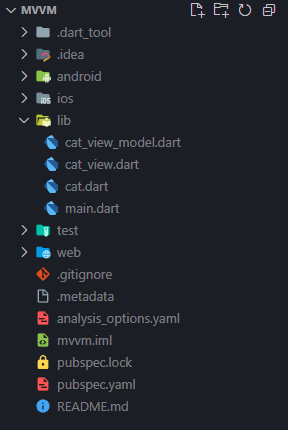 MVVM
.dart_tool
.idea
android
ios
lib
cat_view_model.dart
cat_view.dart
cat.dart
main.dart
test
web
.gitignore
.metadata
analysis_options.yaml
mvvm.iml
pubspec.lock
pubspec.yaml
README.md